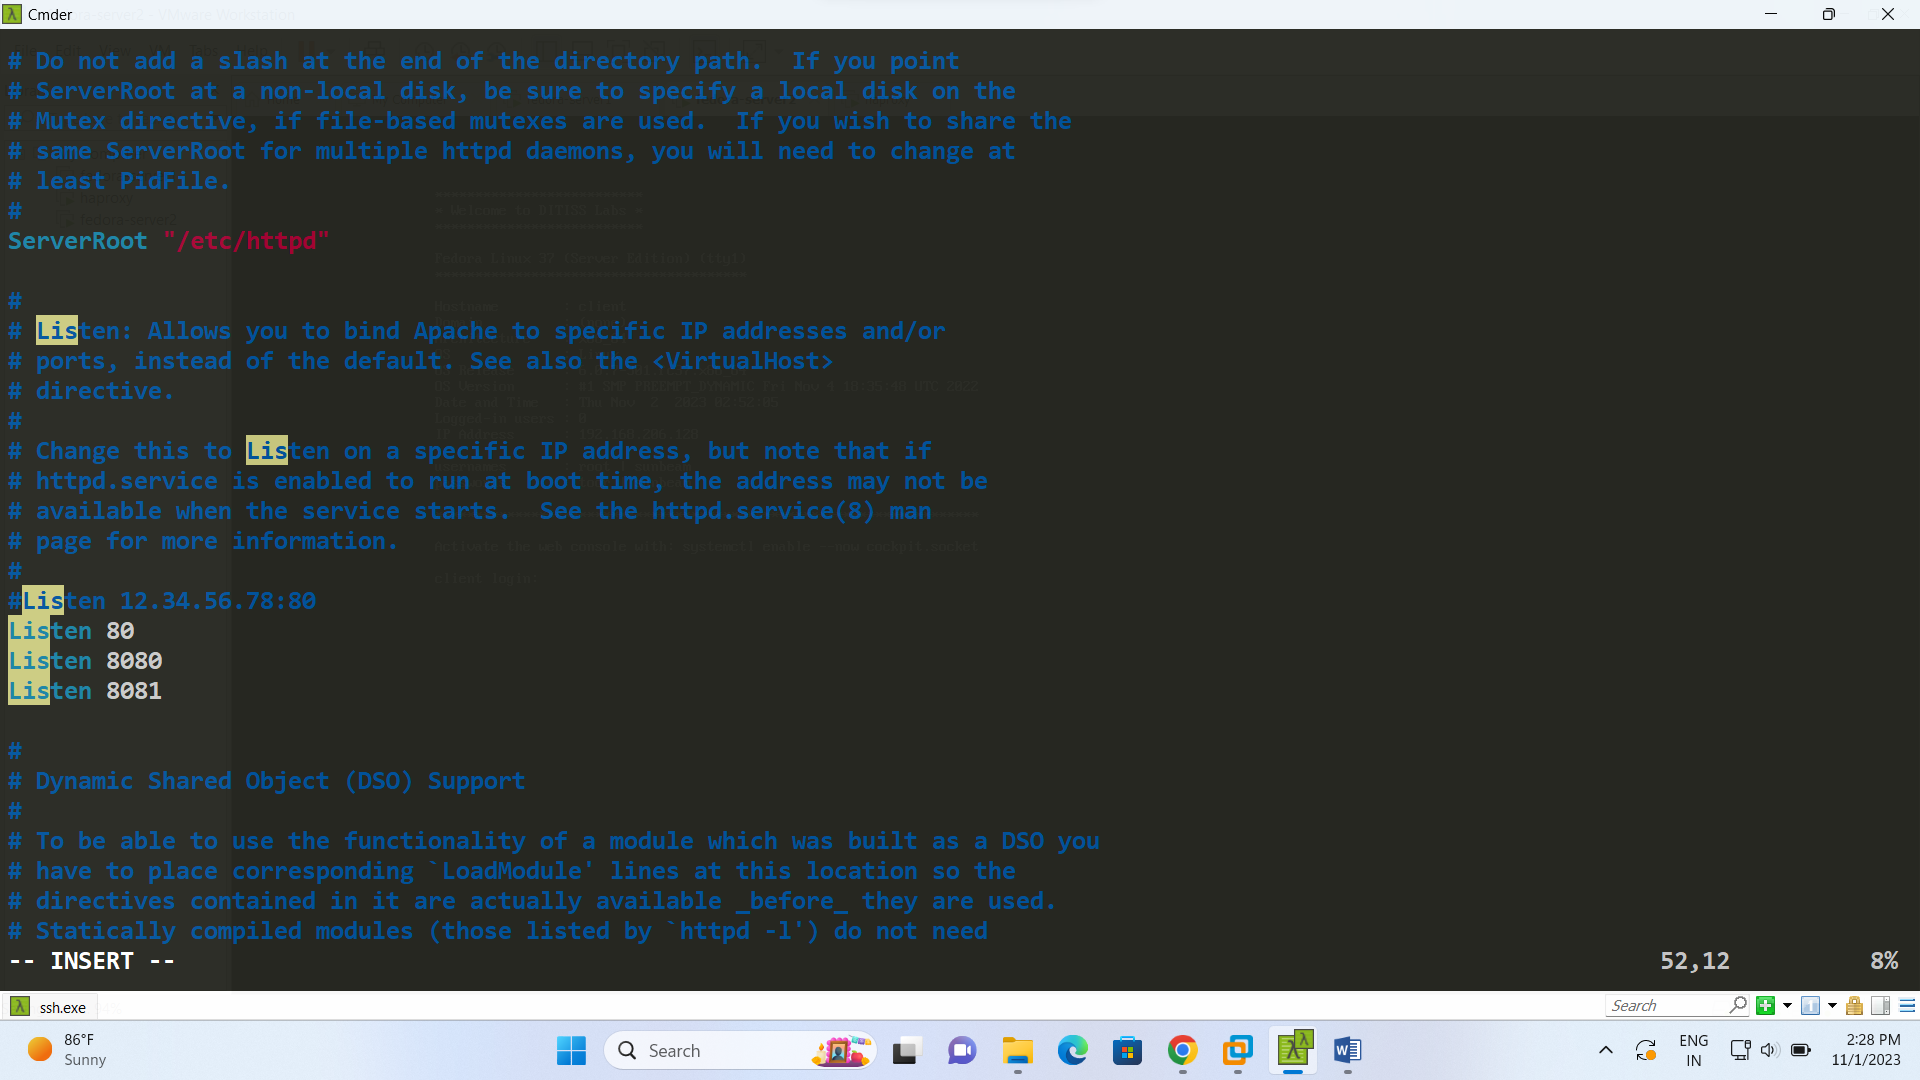 Cmder
# Do not add a slash at the end of the directory path.  If you point
# ServerRoot at a non-local disk, be sure to specify a local disk on the
# Mutex directive, if file-based mutexes are used.  If you wish to share the
# same ServerRoot for multiple httpd daemons, you will need to change at
# least PidFile.
#
ServerRoot "/etc/httpd"
#
# Listen: Allows you to bind Apache to specific IP addresses and/or
# ports, instead of the default. See also the <VirtualHost>
# directive.
#
# Change this to Listen on a specific IP address, but note that if
# httpd.service is enabled to run at boot time, the address may not be
# available when the service starts.  See the httpd.service(8) man
# page for more information.
#
#Listen 12.34.56.78:80
Listen 80
Listen 8080
Listen 8081
#
# Dynamic Shared Object (DSO) Support
#
# To be able to use the functionality of a module which was built as a DSO you
# have to place corresponding `LoadModule' lines at this location so the
# directives contained in it are actually available _before_ they are used.
# Statically compiled modules (those listed by `httpd -l') do not need
-- INSERT -- 52,12 8%
ssh.exe Search
86°F
Sunny
Search
ENG
IN
2:28 PM
11/1/2023